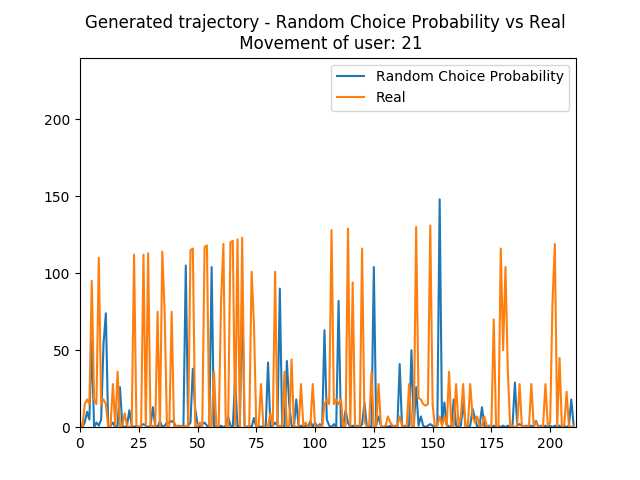 Generated trajectory - Random Choice Probability vs Real
Movement of user: 21
Random Choice Probability
Real
200
150
100
50
0
0 25 50 75 100 125 150 175 200